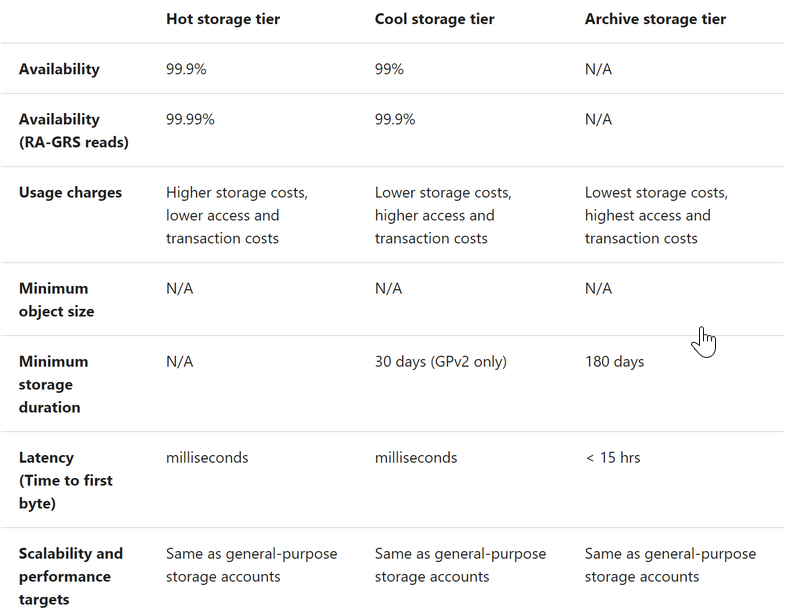 Hot storage tier Cool storage tier Archive storage tier
Availability 99.9% 99% N/A
Availability 99.99% 99.9% N/A
(RA-GRS reads)
Usage charges Higher storage costs, Lower storage costs, Lowest storage costs,
lower access and higher access and highest access and
transaction costs transaction costs transaction costs
Minimum N/A N/A N/A
object size
Minimum N/A 30 days (GPv2 only) 180 days
storage
duration
Latency milliseconds milliseconds < 15 hrs
(Time to first
byte)
Scalability and Same as general-purpose Same as general-purpose Same as general-purpose
performance storage accounts storage accounts storage accounts
targets